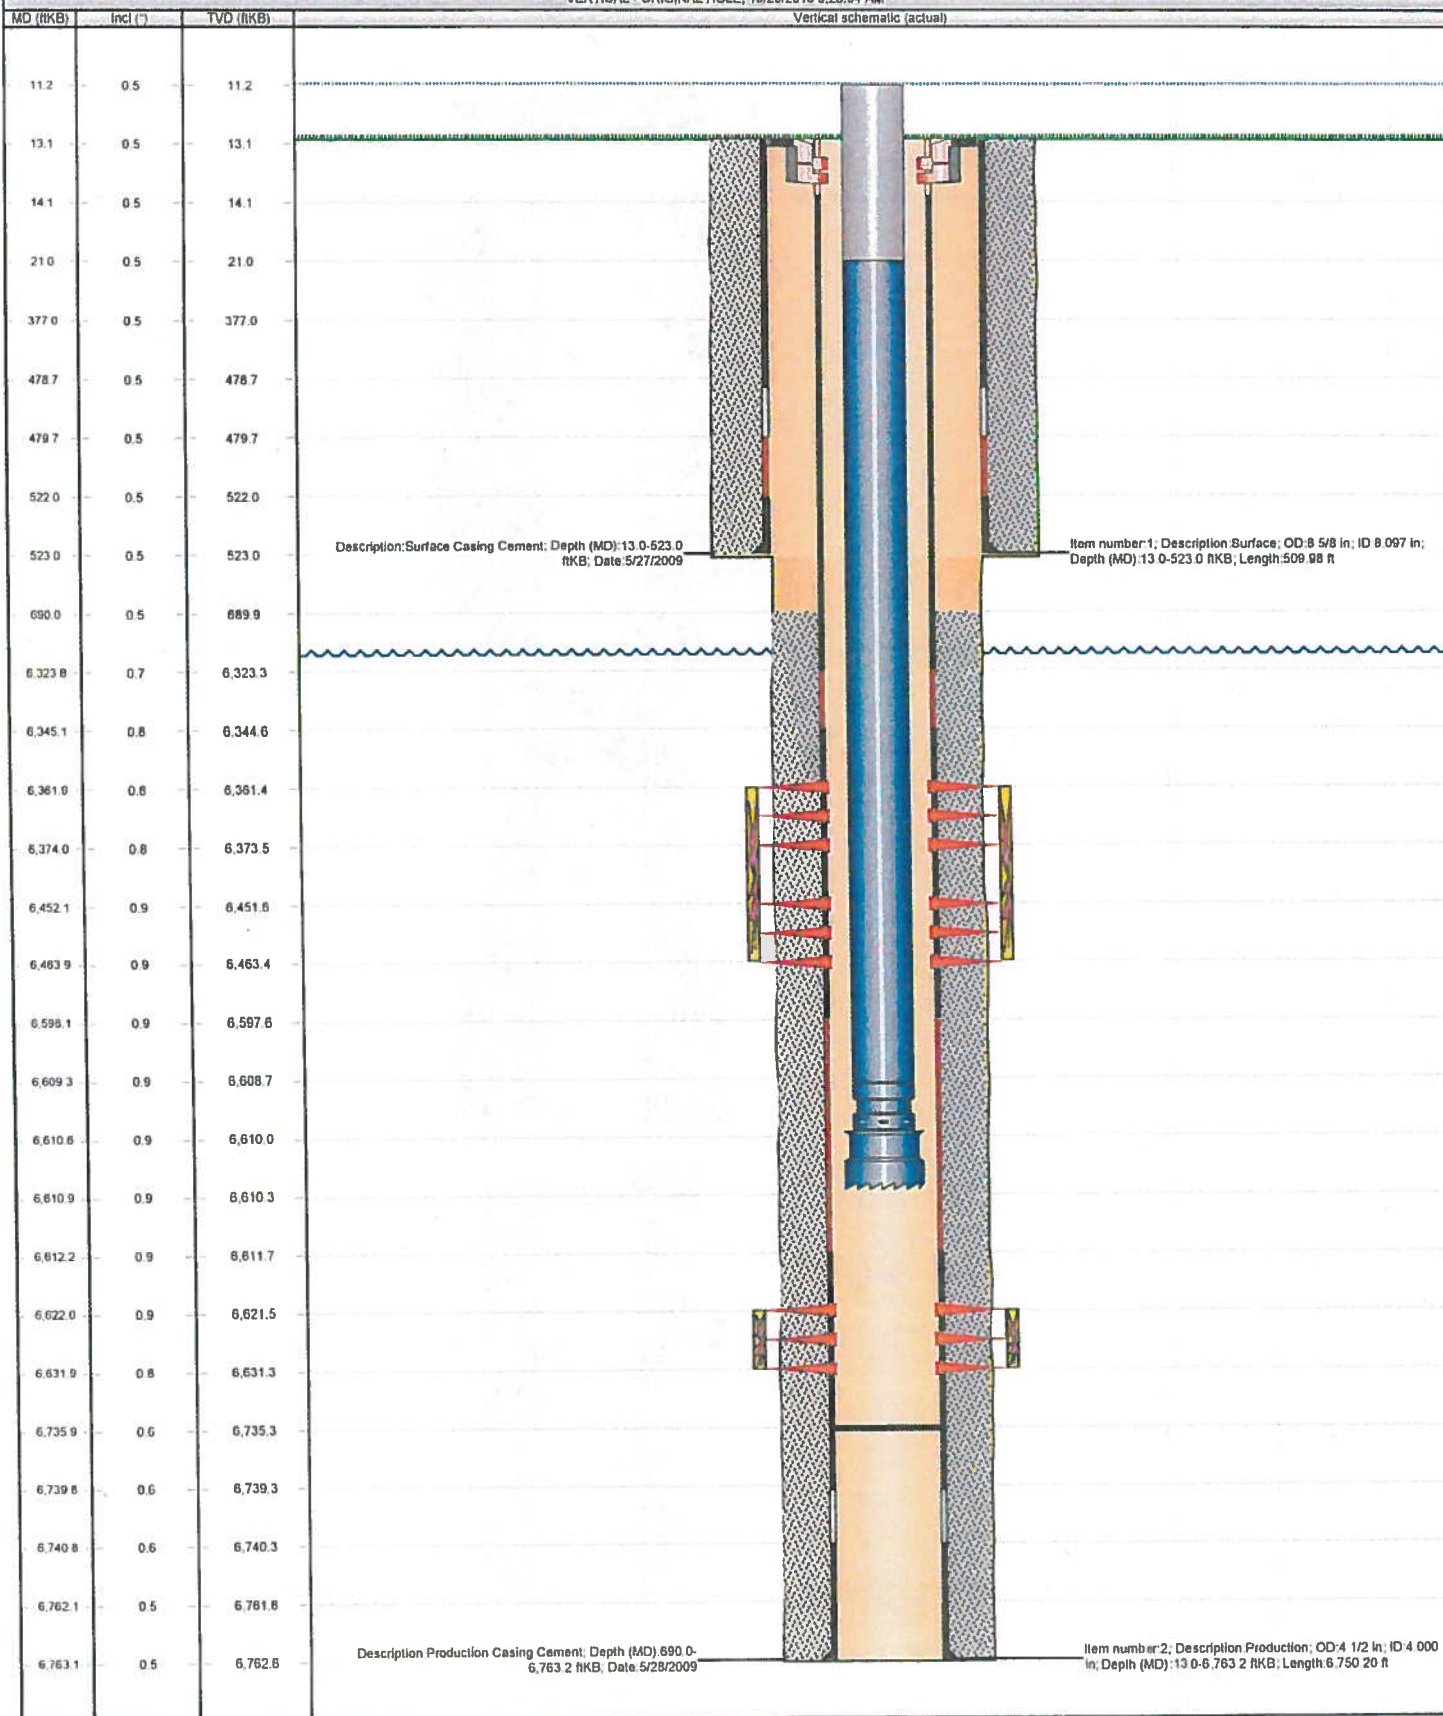 MD (ftKB) Incl (°) TVD (ftKB) Vertical schematic (actual)
11.2 0.5 11.2
13.1 0.5 13.1
14.1 0.5 14.1
21.0 0.5 21.0
377.0 0.5 377.0
478.7 0.5 478.7
479.7 0.5 479.7
522.0 0.5 522.0
523.0 0.5 523.0
Description:Surface Casing Cement; Depth (MD):13.0-523.0
ftKB; Date:5/27/2009
Item number:1; Description:Surface; OD:8 5/8 in; ID:8.097 in;
Depth (MD):13.0-523.0 ftKB; Length:509.98 ft
690.0 0.5 689.9
6,323.8 0.7 6,323.3
6,345.1 0.8 6,344.6
6,361.9 0.8 6,361.4
6,374.0 0.8 6,373.5
6,452.1 0.9 6,451.6
6,463.9 0.9 6,463.4
6,598.1 0.9 6,597.6
6,609.3 0.9 6,608.7
6,610.6 0.9 6,610.0
6,610.9 0.9 6,610.3
6,612.2 0.9 6,611.7
6,622.0 0.9 6,621.5
6,631.9 0.8 6,631.3
6,735.9 0.6 6,735.3
6,739.8 0.6 6,739.3
6,740.8 0.6 6,740.3
6,762.1 0.5 6,761.6
6,763.1 0.5 6,762.6
Description:Production Casing Cement; Depth (MD):690.0-
6,763.2 ftKB; Date:5/28/2009
Item number:2; Description:Production; OD:4 1/2 in; ID:4.000
in; Depth (MD):13.0-6,763.2 ftKB; Length:6,750.20 ft